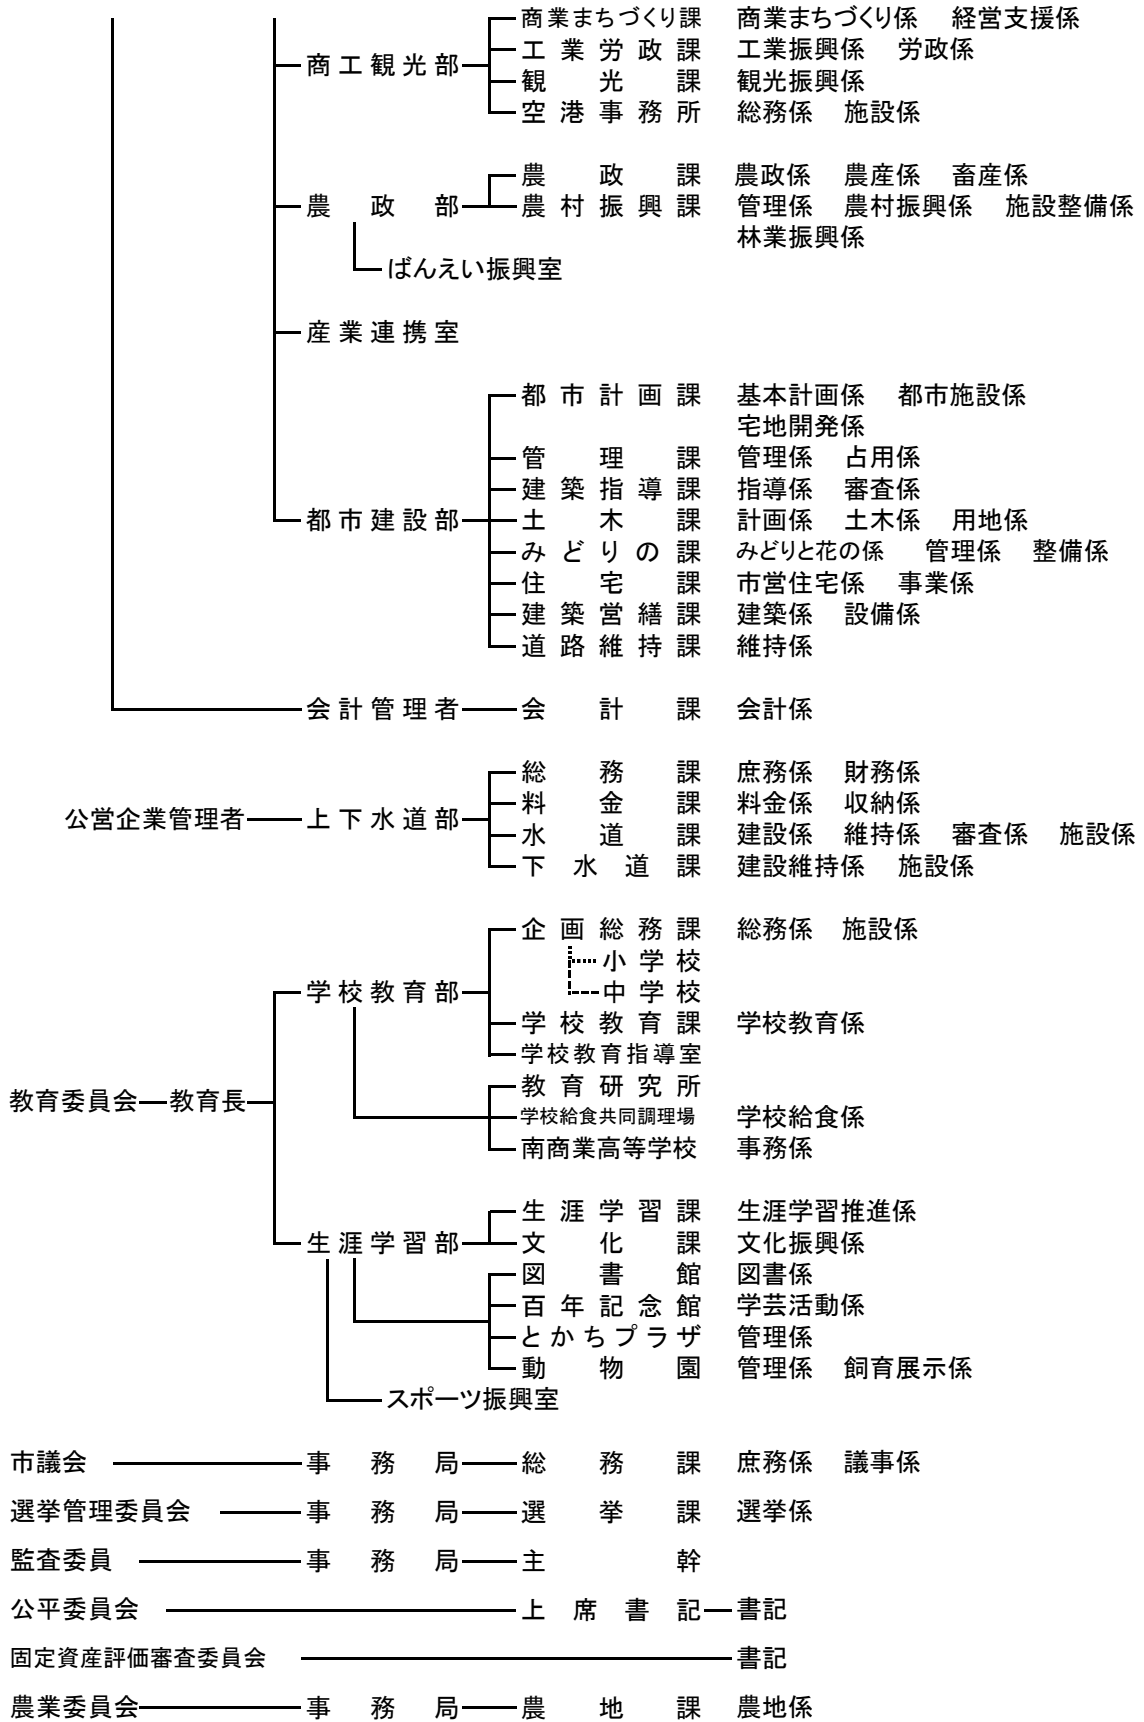 商業まちづくり課 商業まちづくり係 経営支援係
工業労政課 工業振興係 労政係
商工観光部
観光課 観光振興係
空港事務所 総務係 施設係
農政課 農政係 農産係 畜産係
農政部 農村振興課 管理係 農村振興係 施設整備係
林業振興係
ばんえい振興室
産業連携室
都市計画課 基本計画係 都市施設係
宅地開発係
管理課 管理係 占用係
建築指導課 指導係 審査係
都市建設部 土木課 計画係 土木係 用地係
みどりの課 みどりと花の係 管理係 整備係
住宅課 市営住宅係 事業係
建築営繕課 建築係 設備係
道路維持課 維持係
会計管理者 会計課 会計係
総務課 庶務係 財務係
料金課 料金係 収納係
公営企業管理者 上下水道部
水道課 建設係 維持係 審査係 施設係
下水道課 建設維持係 施設係
企画総務課 総務係 施設係
小学校
学校教育部 中学校
学校教育課 学校教育係
学校教育指導室
教育研究所
教育委員会 教育長
学校給食共同調理場 学校給食係
南商業高等学校 事務係
生涯学習課 生涯学習推進係
生涯学習部 文化課 文化振興係
図書館 図書係
百年記念館 学芸活動係
とかちプラザ 管理係
動物園 管理係 飼育展示係
スポーツ振興室
市議会 事務局 総務課 庶務係 議事係
選挙管理委員会 事務局 選挙課 選挙係
監査委員 事務局 主幹
公平委員会 上席書記 書記
固定資産評価審査委員会 書記
農業委員会 事務局 農地課 農地係